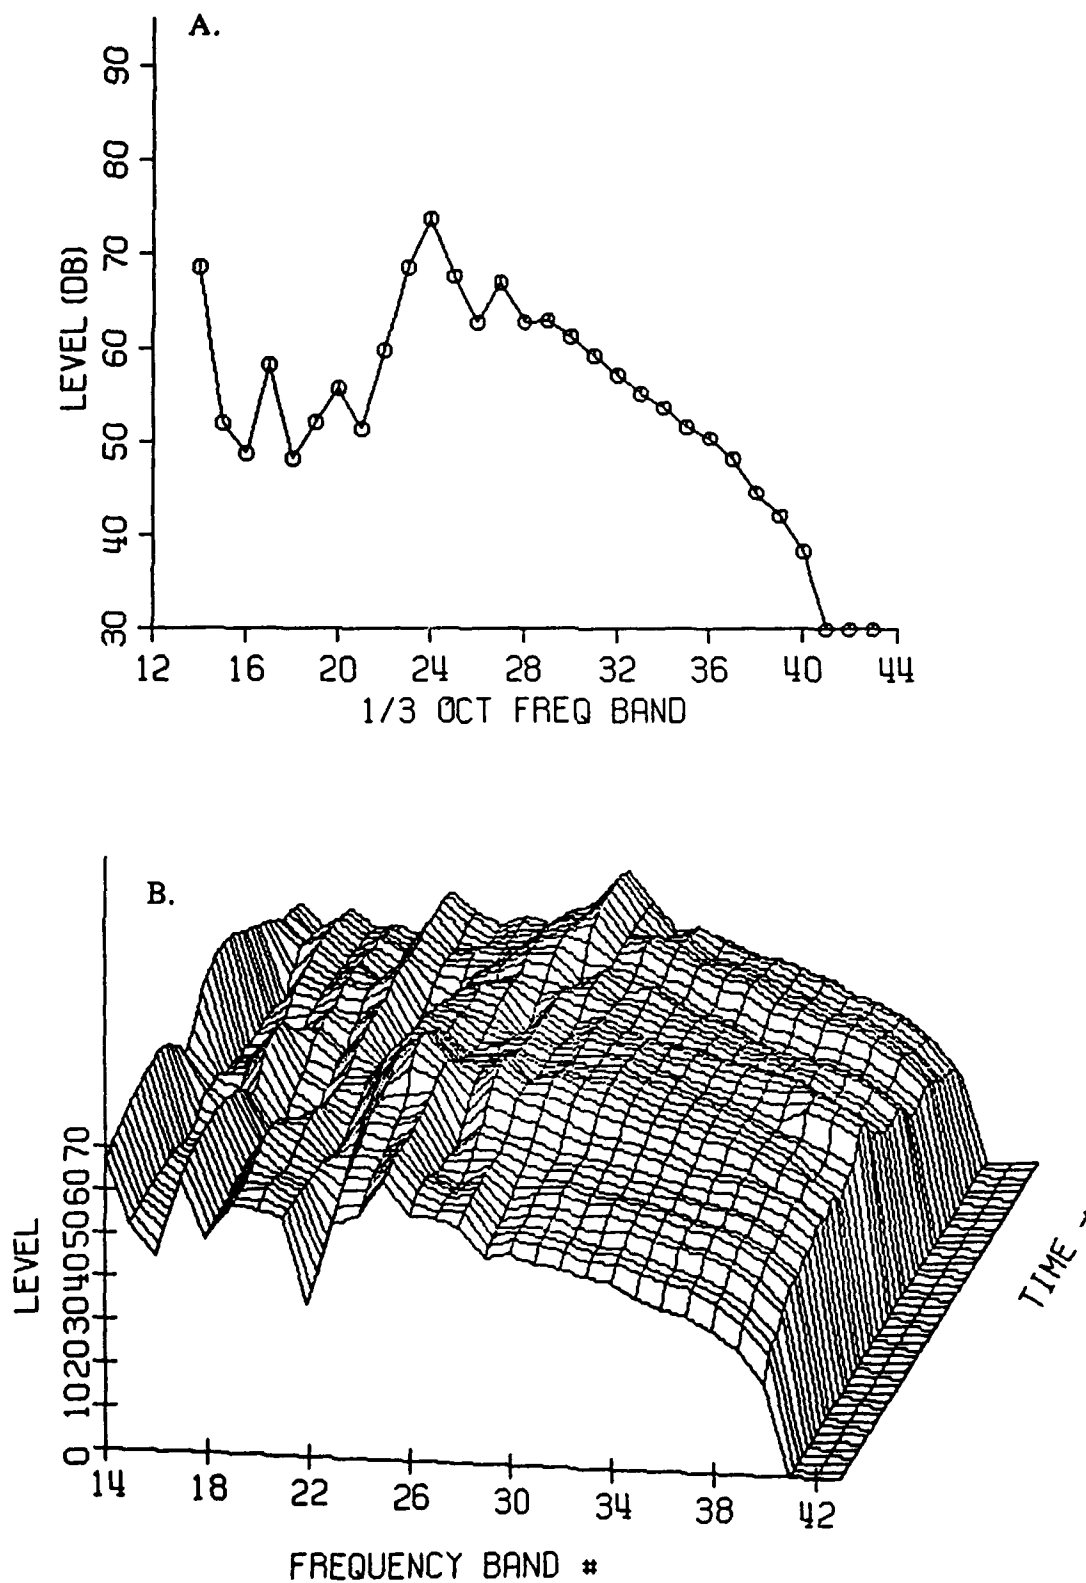 A.
90
80
70
60
50
40
30
LEVEL (DB)
12 16 20 24 28 32 36 40 44
1/3 OCT FREQ BAND
B.
70
60
50
40
30
20
10
0
LEVEL
14 18 22 26 30 34 38 42
FREQUENCY BAND #
TIME